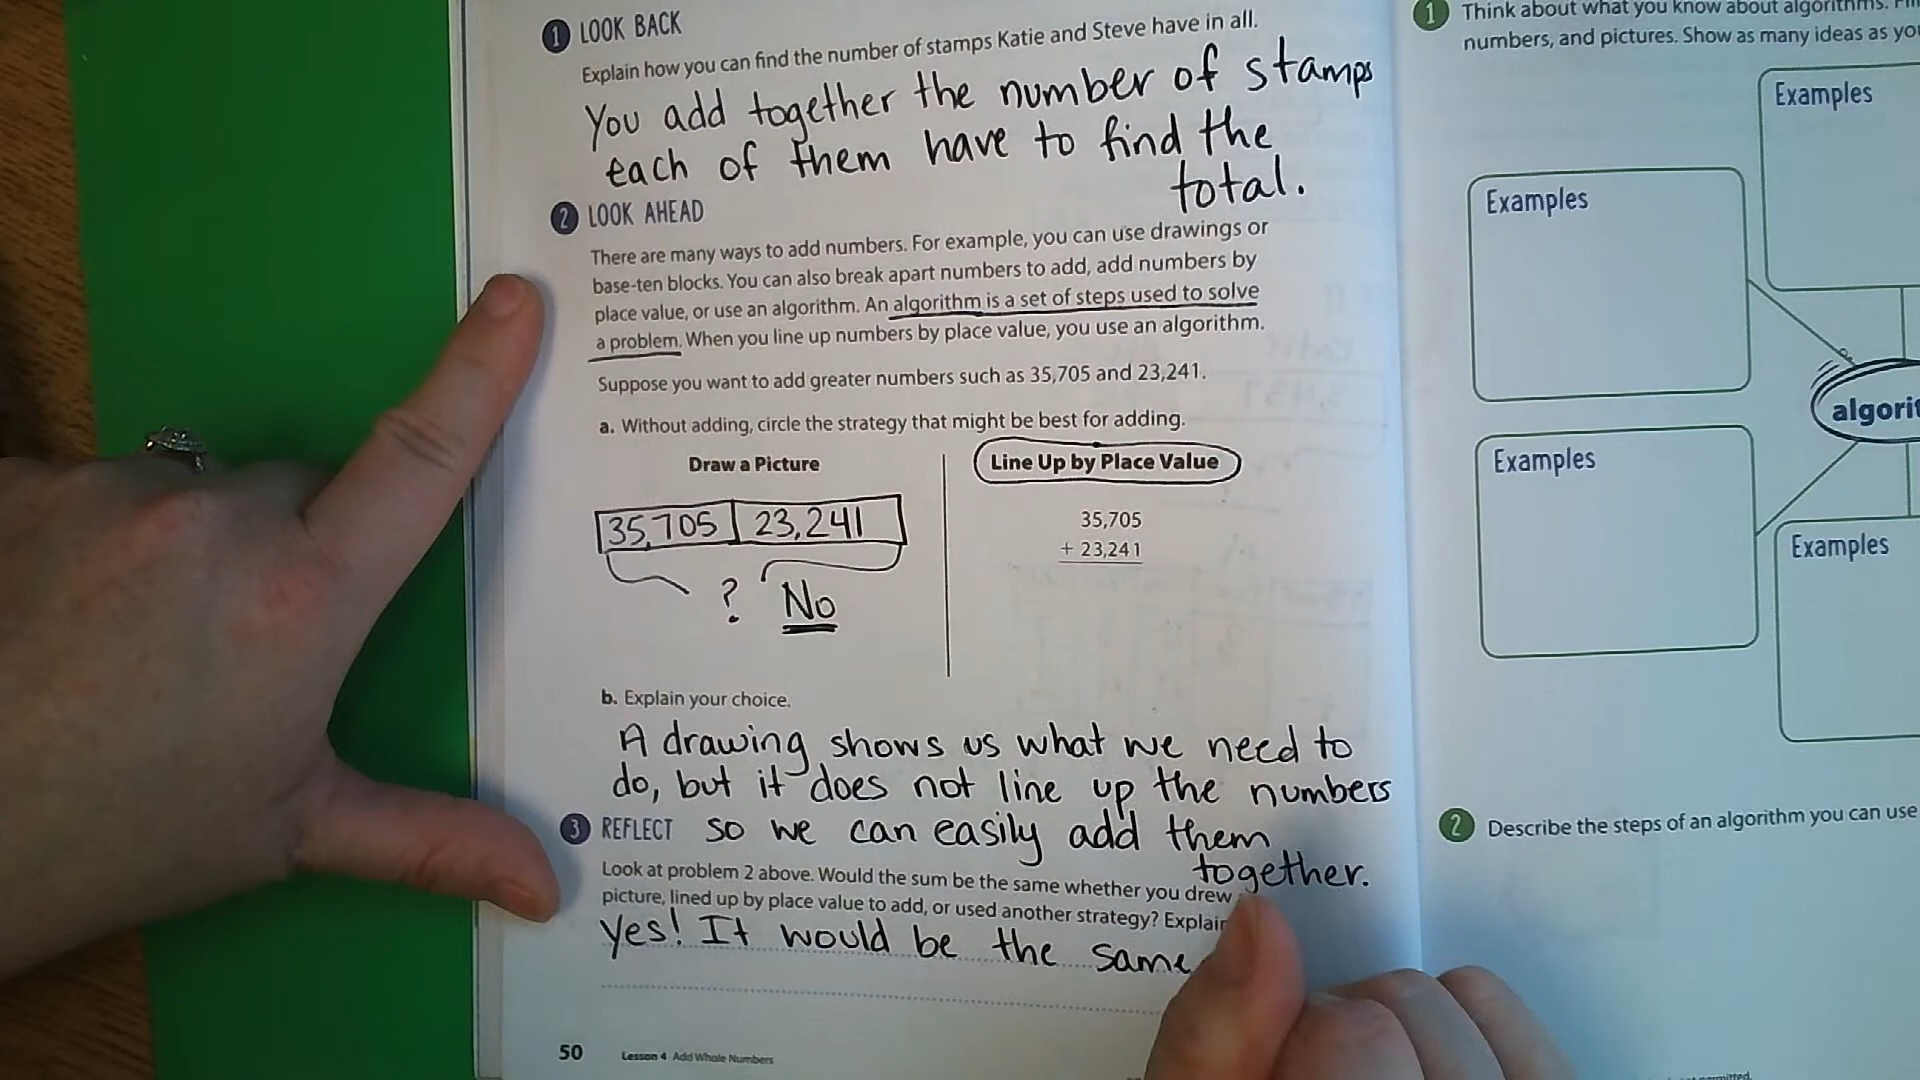 1 LOOK BACK
Explain how you can find the number of stamps Katie and Steve have in all.
You add together the number of stamps
each of them have to find the
total.
2 LOOK AHEAD
There are many ways to add numbers. For example, you can use drawings or
base-ten blocks. You can also break apart numbers to add, add numbers by
place value, or use an algorithm. An algorithm is a set of steps used to solve
a problem. When you line up numbers by place value, you use an algorithm.
Suppose you want to add greater numbers such as 35,705 and 23,241.
a. Without adding, circle the strategy that might be best for adding.
Draw a Picture
35,705 23,241
? No
Line Up by Place Value
35,705
+ 23,241
b. Explain your choice.
A drawing shows us what we need to
do, but it does not line up the numbers
so we can easily add them
together.
3 REFLECT
Look at problem 2 above. Would the sum be the same whether you drew
picture, lined up by place value to add, or used another strategy? Explain
Yes! It would be the same
50 Lesson 4 Add Whole Numbers
1 Think about what you know about algorithms.
numbers, and pictures. Show as many ideas as
Examples
Examples
Examples
Examples
2 Describe the steps of an algorithm you can use